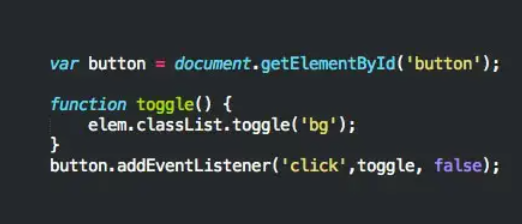 var button = document.getElementById('button');
function toggle() {
elem.classList.toggle('bg');
}
button.addEventListener('click',toggle, false);